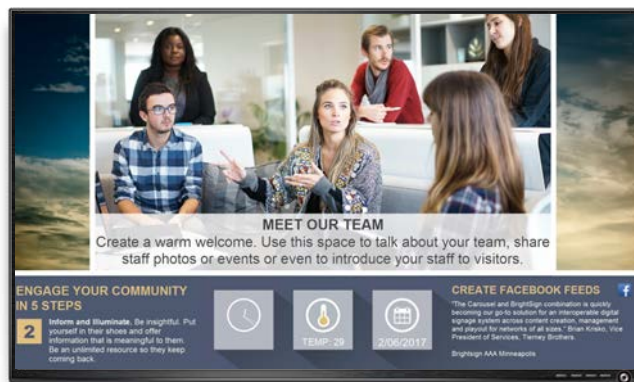 MEET OUR TEAM
Create a warm welcome. Use this space to talk about your team, share
staff photos or events or even to introduce your staff to visitors.
ENGAGE YOUR COMMUNITY
IN 5 STEPS
2
Inform and Illuminate. Be insightful. Put
yourself in their shoes and offer
information that is meaningful to them.
Be an unlimited resource so they keep
coming back.
TEMP: 29
2/06/2017
CREATE FACEBOOK FEEDS
f
"The Carousel and BrightSign combination is quickly
becoming our go-to solution for an interoperable digital
signage system across content creation, management
and playout for networks of all sizes." Brian Krisko, Vice
President of Services, Tierney Brothers.
Brightsign AAA Minneapolis